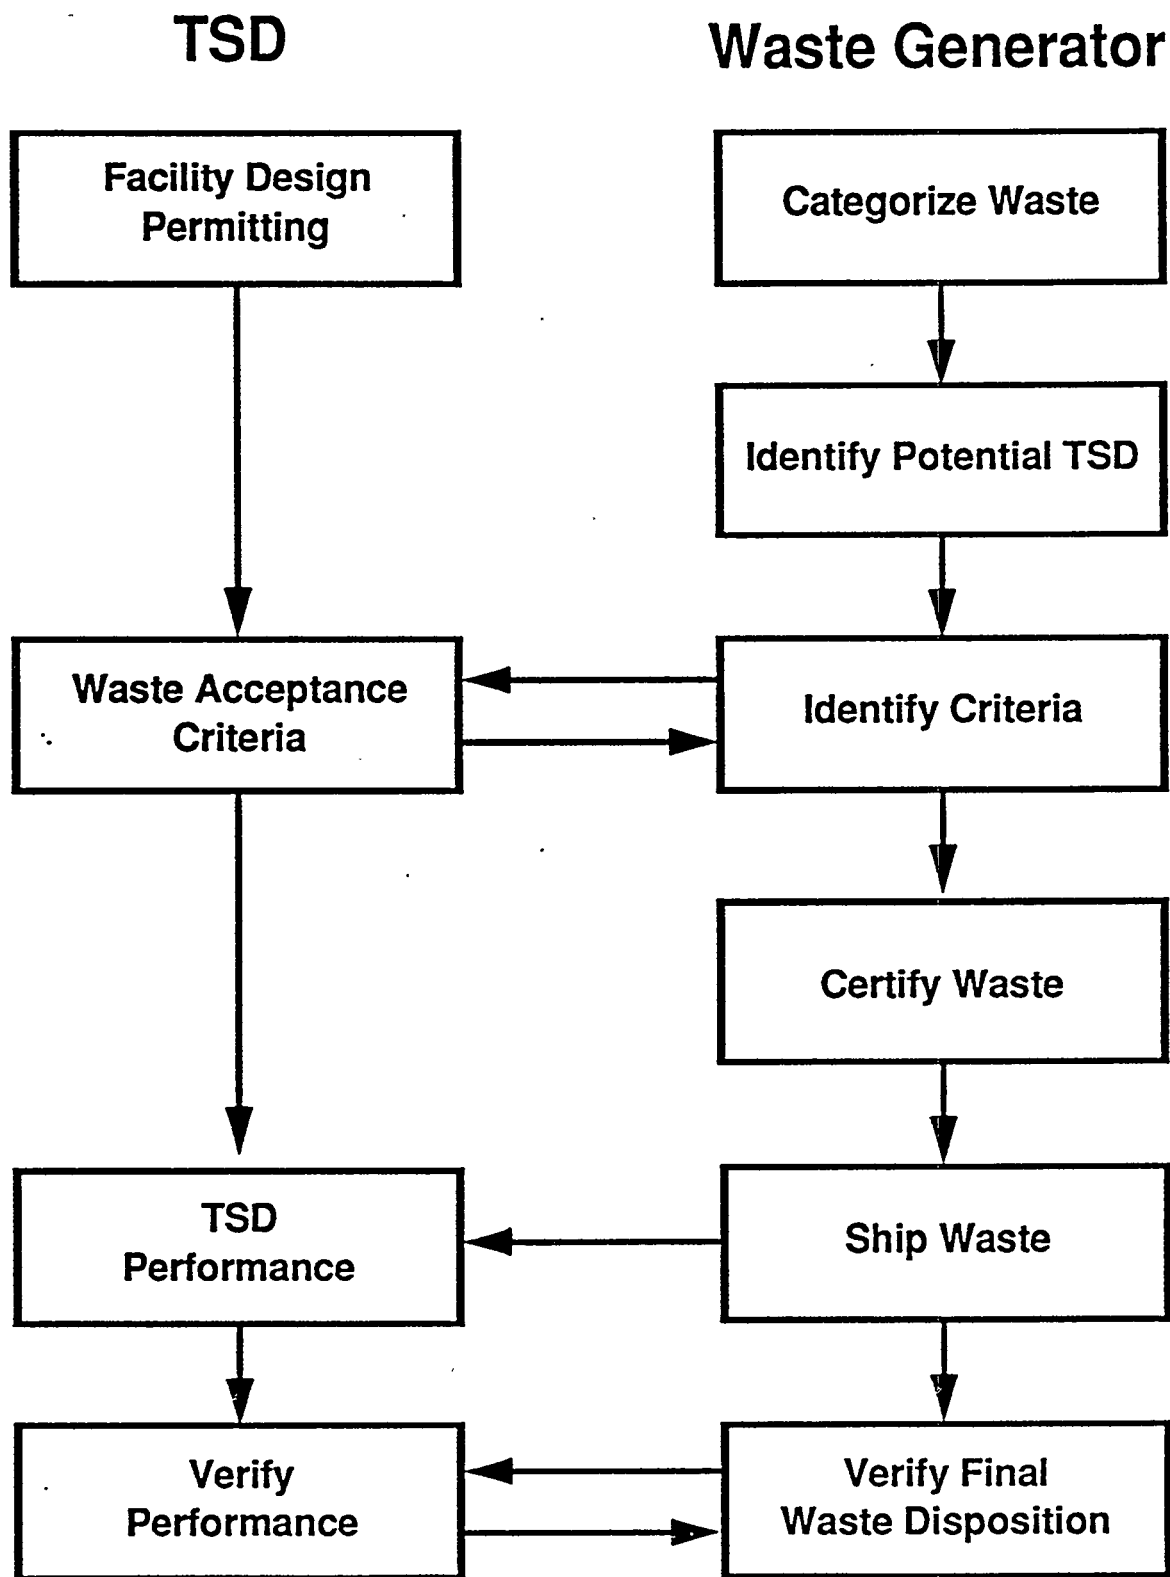 TSD
Waste Generator
Facility Design
Permitting
Categorize Waste
Identify Potential TSD
Waste Acceptance
Criteria
Identify Criteria
Certify Waste
TSD
Performance
Ship Waste
Verify
Performance
Verify Final
Waste Disposition